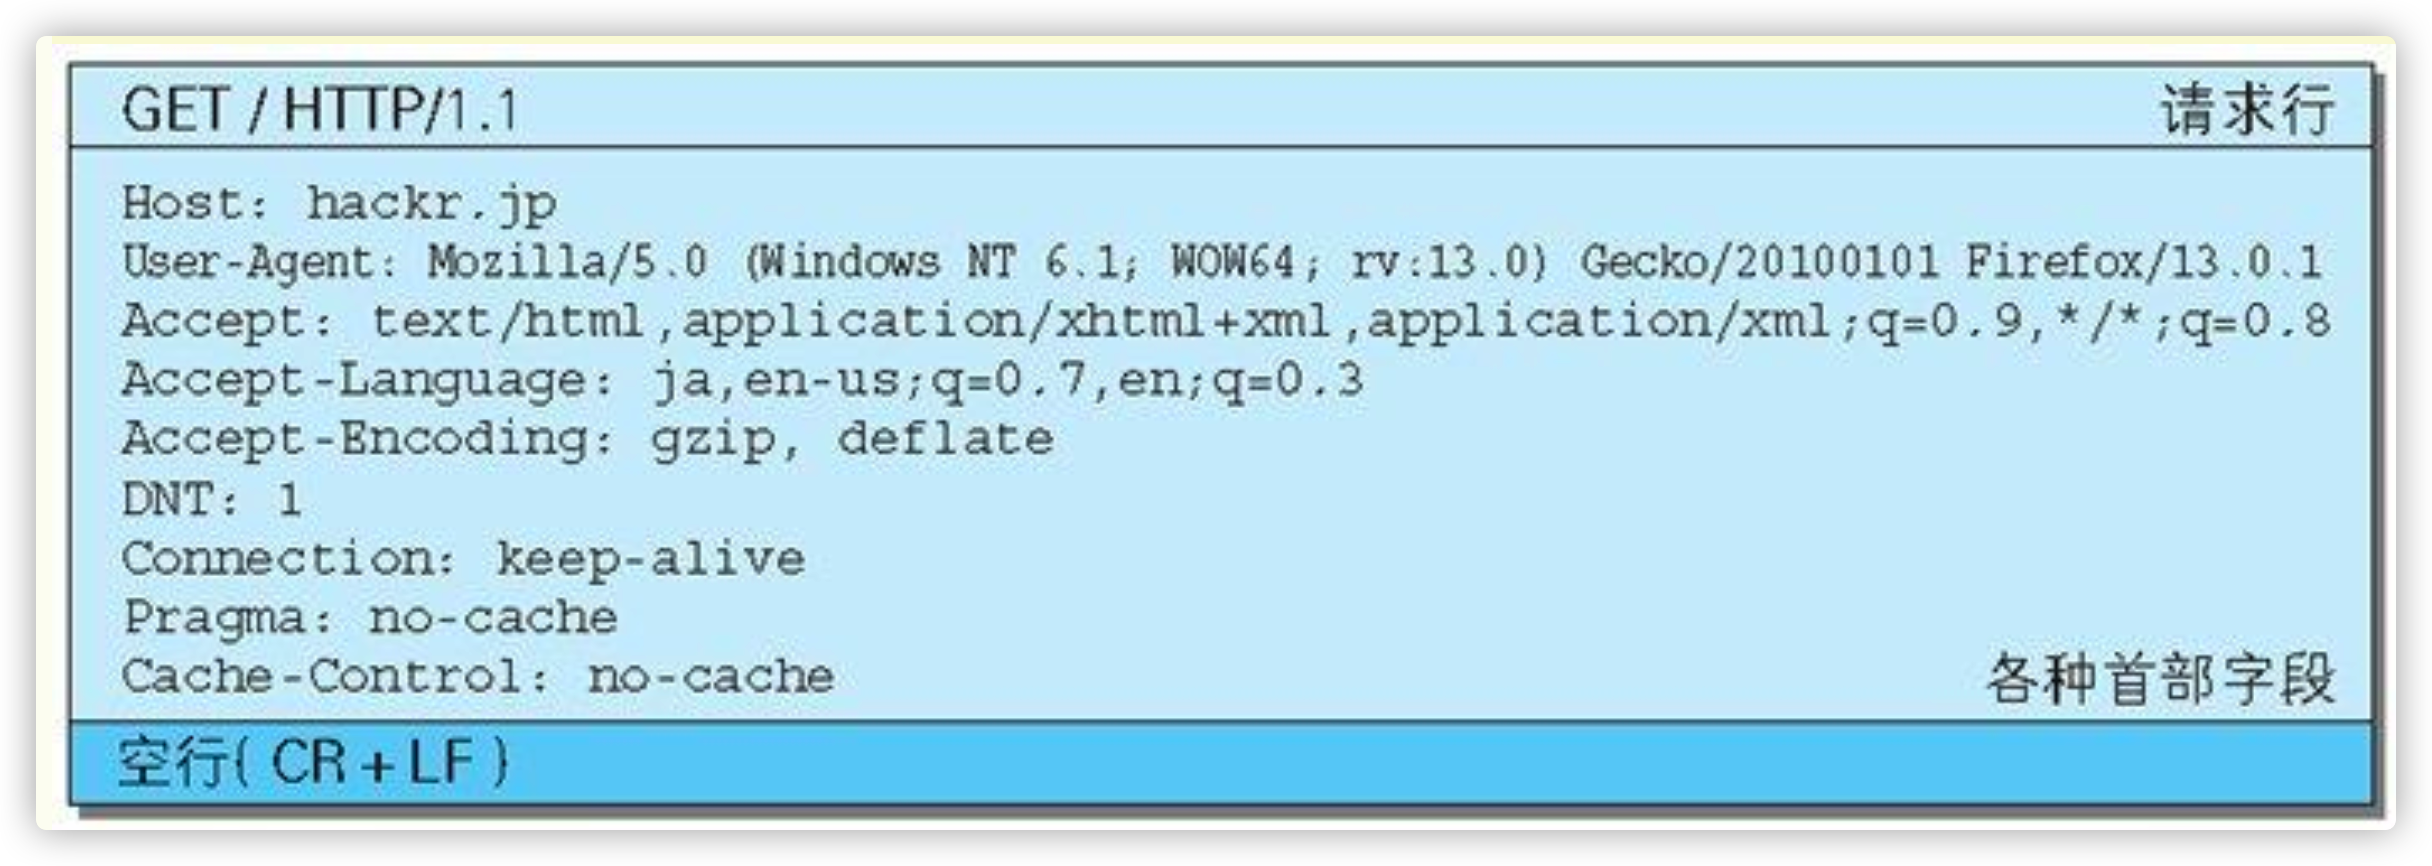 GET / HTTP/1.1 请求行
Host: hackr.jp
User-Agent: Mozilla/5.0 (Windows NT 6.1; WOW64; rv:13.0) Gecko/20100101 Firefox/13.0.1
Accept: text/html,application/xhtml+xml,application/xml;q=0.9,*/*;q=0.8
Accept-Language: ja,en-us;q=0.7,en;q=0.3
Accept-Encoding: gzip, deflate
DNT: 1
Connection: keep-alive
Pragma: no-cache
Cache-Control: no-cache 各种首部字段
空行( CR + LF )